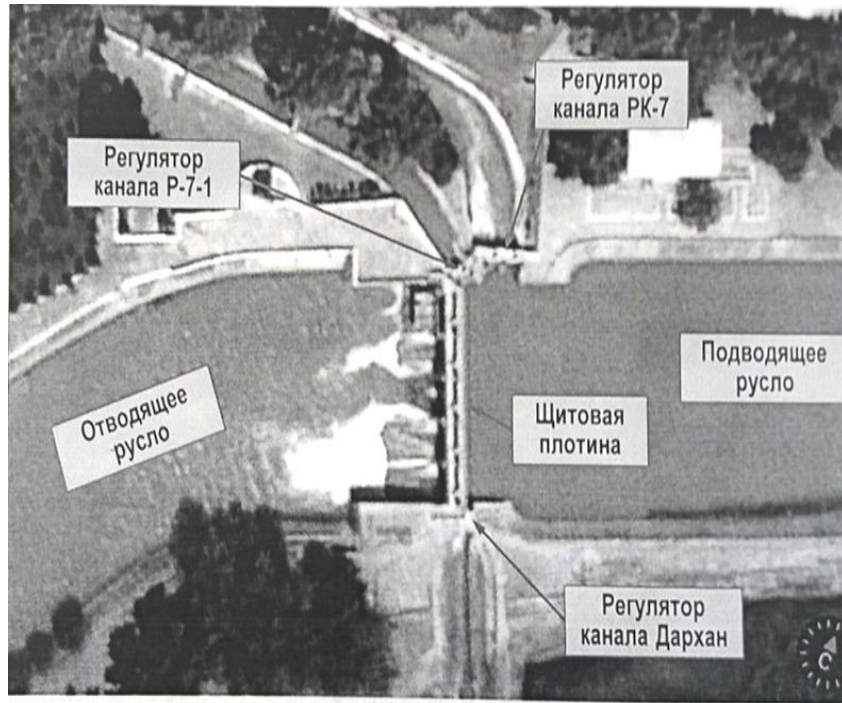 Регулятор
канала РК-7
Регулятор
канала Р-7-1
Подводящее
русло
Отводящее
русло
Щитовая
плотина
Регулятор
канала Дархан
С